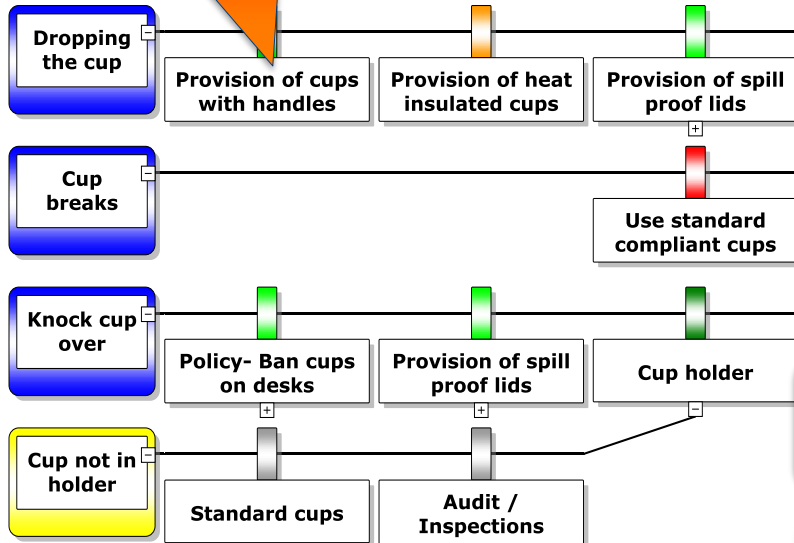 Dropping
the cup
Provision of cups
with handles
Provision of heat
insulated cups
Provision of spill
proof lids
Cup
breaks
Use standard
compliant cups
Knock cup
over
Policy- Ban cups
on desks
Provision of spill
proof lids
Cup holder
Cup not in
holder
Standard cups
Audit /
Inspections